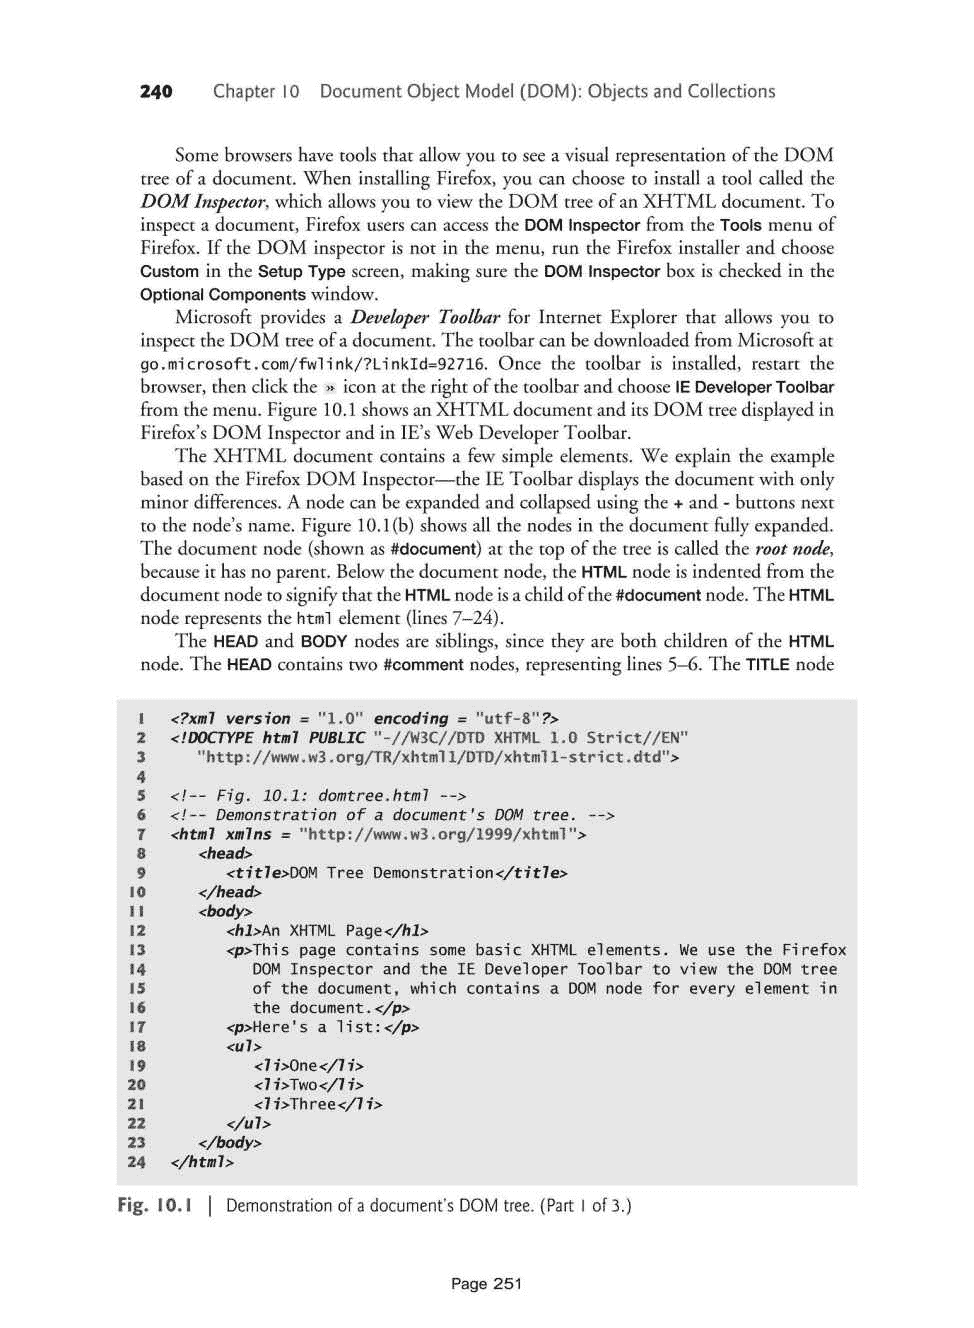 240 Chapter 10 Document Object Model (DOM): Objects and Collections
Some browsers have tools that allow you to see a visual representation of the DOM
tree of a document. When installing Firefox, you can choose to install a tool called the
DOM Inspector, which allows you to view the DOM tree of an XHTML document. To
inspect a document, Firefox users can access the DOM Inspector from the Tools menu of
Firefox. If the DOM inspector is not in the menu, run the Firefox installer and choose
Custom in the Setup Type screen, making sure the DOM Inspector box is checked in the
Optional Components window.
Microsoft provides a Developer Toolbar for Internet Explorer that allows you to
inspect the DOM tree of a document. The toolbar can be downloaded from Microsoft at
go.microsoft.com/fwlink/?LinkId=92716. Once the toolbar is installed, restart the
browser, then click the » icon at the right of the toolbar and choose IE Developer Toolbar
from the menu. Figure 10.1 shows an XHTML document and its DOM tree displayed in
Firefox's DOM Inspector and in IE's Web Developer Toolbar.
The XHTML document contains a few simple elements. We explain the example
based on the Firefox DOM Inspector—the IE Toolbar displays the document with only
minor differences. A node can be expanded and collapsed using the + and - buttons next
to the node's name. Figure 10.1(b) shows all the nodes in the document fully expanded.
The document node (shown as #document) at the top of the tree is called the root node,
because it has no parent. Below the document node, the HTML node is indented from the
document node to signify that the HTML node is a child of the #document node. The HTML
node represents the html element (lines 7–24).
The HEAD and BODY nodes are siblings, since they are both children of the HTML
node. The HEAD contains two #comment nodes, representing lines 5–6. The TITLE node
1 <?xml version = "1.0" encoding = "utf-8"?>
2 <!DOCTYPE html PUBLIC "-//W3C//DTD XHTML 1.0 Strict//EN"
3 "http://www.w3.org/TR/xhtml1/DTD/xhtml1-strict.dtd">
4
5 <!-- Fig. 10.1: domtree.html -->
6 <!-- Demonstration of a document's DOM tree. -->
7 <html xmlns = "http://www.w3.org/1999/xhtml">
8 <head>
9 <title>DOM Tree Demonstration</title>
10 </head>
11 <body>
12 <h1>An XHTML Page</h1>
13 <p>This page contains some basic XHTML elements. We use the Firefox
14 DOM Inspector and the IE Developer Toolbar to view the DOM tree
15 of the document, which contains a DOM node for every element in
16 the document.</p>
17 <p>Here's a list:</p>
18 <ul>
19 <li>One</li>
20 <li>Two</li>
21 <li>Three</li>
22 </ul>
23 </body>
24 </html>
Fig. 10.1 | Demonstration of a document's DOM tree. (Part 1 of 3.)
Page 251